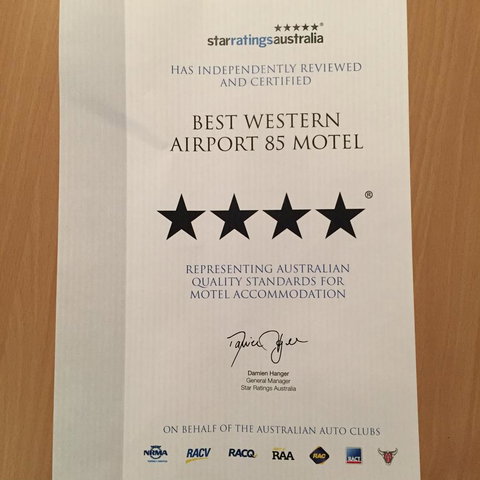 starratingsaustralia
HAS INDEPENDENTLY REVIEWED
AND CERTIFIED
BEST WESTERN
AIRPORT 85 MOTEL
®
REPRESENTING AUSTRALIAN
QUALITY STANDARDS FOR
MOTEL ACCOMMODATION
Damien Hanger
General Manager
Star Ratings Australia
ON BEHALF OF THE AUSTRALIAN AUTO CLUBS
NRMA RACV RACQ RAA RAC RACT